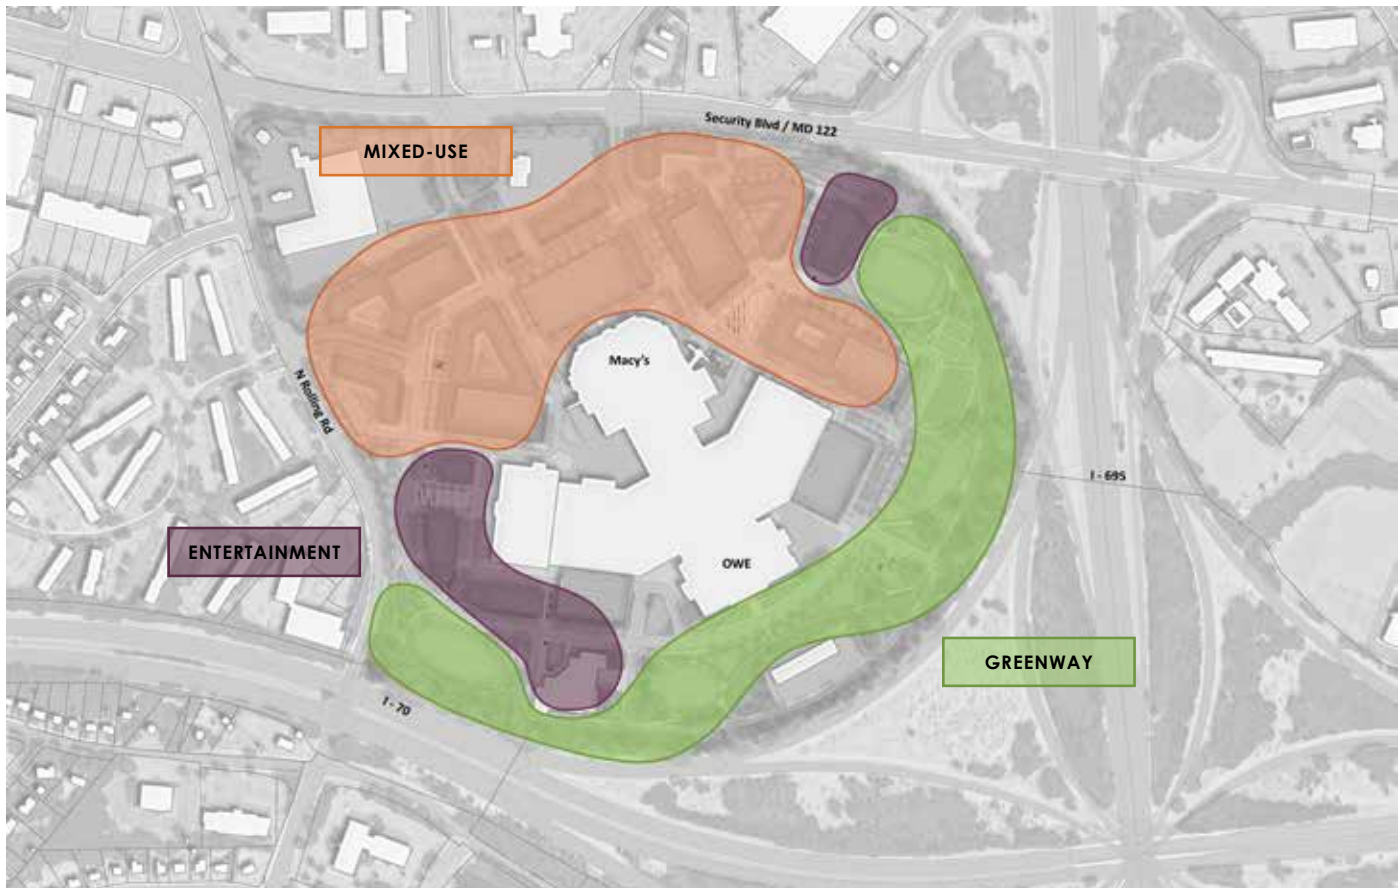 Security Blvd / MD 122
MIXED-USE
Macy's
N Rolling Rd
I - 695
ENTERTAINMENT
OWE
GREENWAY
I - 70